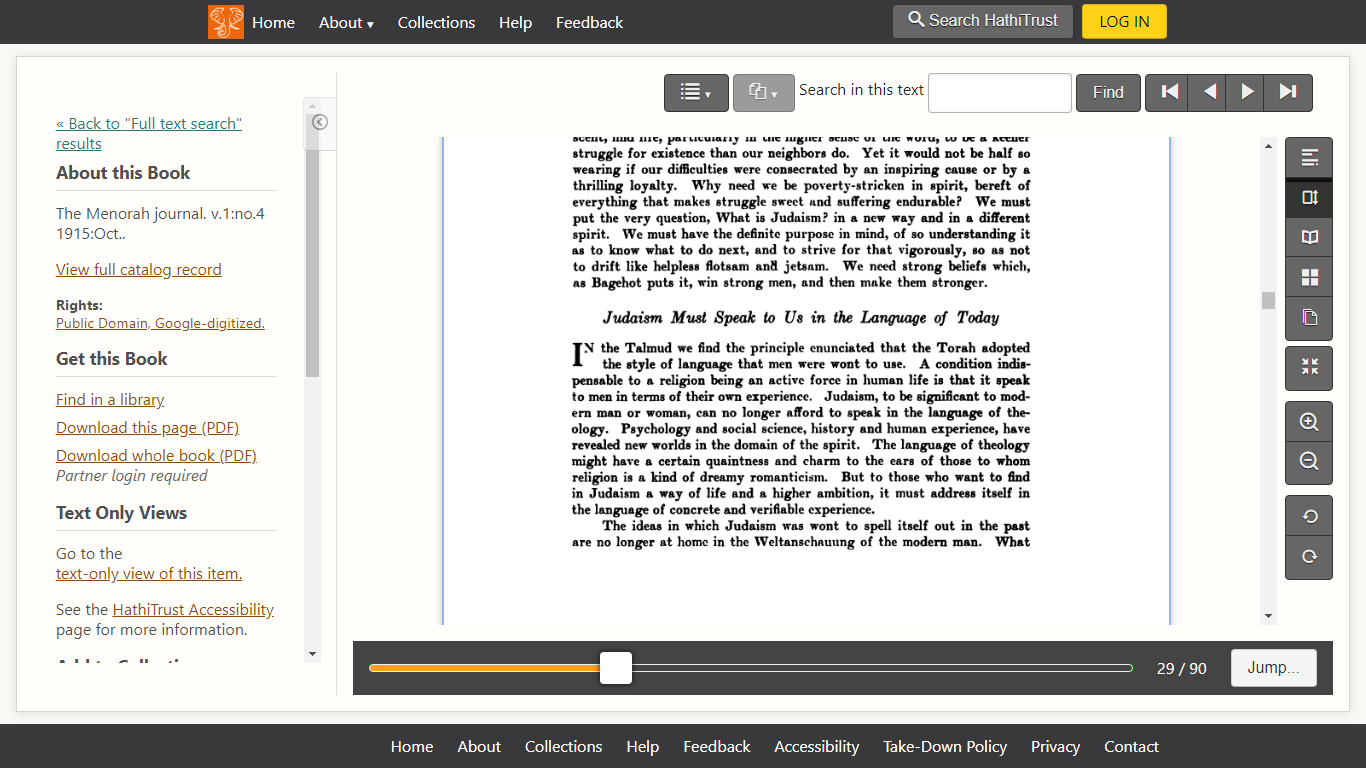 Home
About ▾
Collections
Help
Feedback
Search HathiTrust
LOG IN
« Back to "Full text search"
results
About this Book
The Menorah journal. v.1:no.4
1915:Oct..
View full catalog record
Rights:
Public Domain, Google-digitized.
Get this Book
Find in a library
Download this page (PDF)
Download whole book (PDF)
Partner login required
Text Only Views
Go to the
text-only view of this item.
See the HathiTrust Accessibility
page for more information.
Search in this text
Find
scent, and life, particularly in the higher sense of the word, to be a keener
struggle for existence than our neighbors do. Yet it would not be half so
wearing if our difficulties were consecrated by an inspiring cause or by a
thrilling loyalty. Why need we be poverty-stricken in spirit, bereft of
everything that makes struggle sweet and suffering endurable? We must
put the very question, What is Judaism? in a new way and in a different
spirit. We must have the definite purpose in mind, of so understanding it
as to know what to do next, and to strive for that vigorously, so as not
to drift like helpless flotsam and jetsam. We need strong beliefs which,
as Bagehot puts it, win strong men, and then make them stronger.
Judaism Must Speak to Us in the Language of Today
IN the Talmud we find the principle enunciated that the Torah adopted
the style of language that men were wont to use. A condition indis-
pensable to a religion being an active force in human life is that it speak
to men in terms of their own experience. Judaism, to be significant to mod-
ern man or woman, can no longer afford to speak in the language of the-
ology. Psychology and social science, history and human experience, have
revealed new worlds in the domain of the spirit. The language of theology
might have a certain quaintness and charm to the ears of those to whom
religion is a kind of dreamy romanticism. But to those who want to find
in Judaism a way of life and a higher ambition, it must address itself in
the language of concrete and verifiable experience.
The ideas in which Judaism was wont to spell itself out in the past
are no longer at home in the Weltanschauung of the modern man. What
29 / 90
Jump...
Home
About
Collections
Help
Feedback
Accessibility
Take-Down Policy
Privacy
Contact